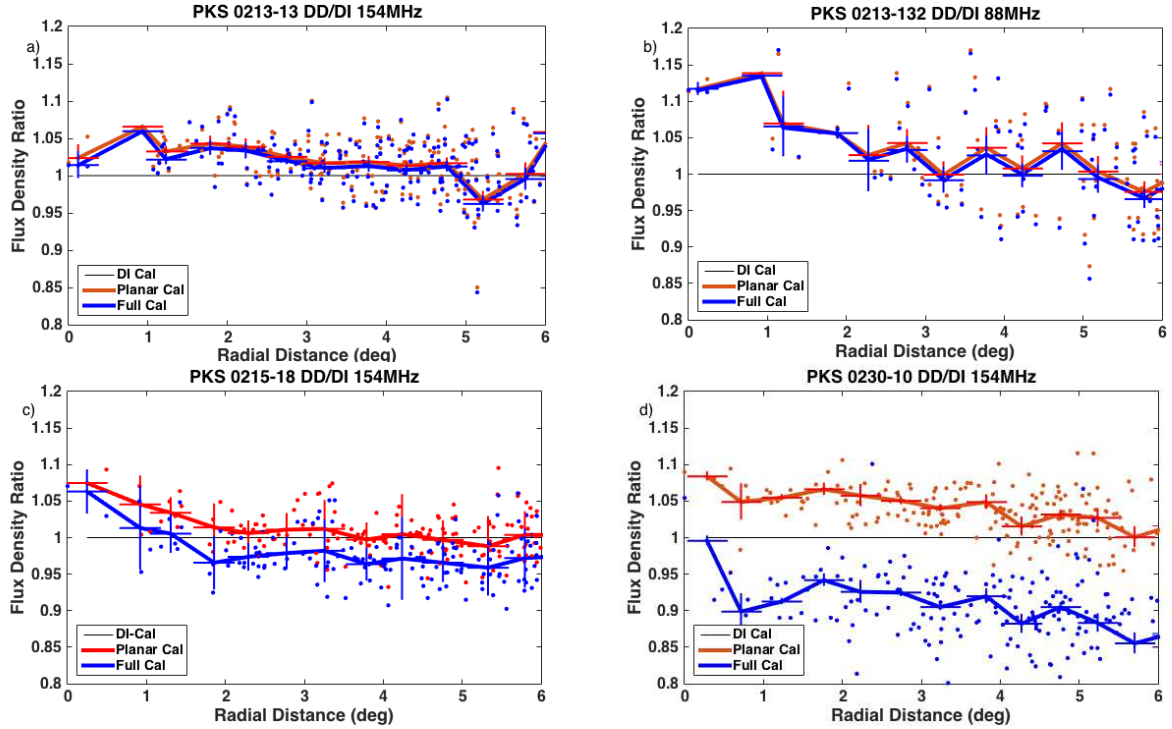 PKS 0213-13 DD/DI 154MHz
a)
Flux Density Ratio
1.2
1.15
1.1
1.05
1
0.95
0.9
0.85
0.8
DI Cal
Planar Cal
Full Cal
0 1 2 3 4 5 6
Radial Distance (deg)
PKS 0213-132 DD/DI 88MHz
b)
Flux Density Ratio
1.2
1.15
1.1
1.05
1
0.95
0.9
0.85
0.8
DI Cal
Planar Cal
Full Cal
0 1 2 3 4 5 6
Radial Distance (deg)
PKS 0215-18 DD/DI 154MHz
c)
Flux Density Ratio
1.2
1.15
1.1
1.05
1
0.95
0.9
0.85
0.8
DI-Cal
Planar Cal
Full Cal
0 1 2 3 4 5 6
Radial Distance (deg)
PKS 0230-10 DD/DI 154MHz
d)
Flux Density Ratio
1.2
1.15
1.1
1.05
1
0.95
0.9
0.85
0.8
DI Cal
Planar Cal
Full Cal
0 1 2 3 4 5 6
Radial Distance (deg)